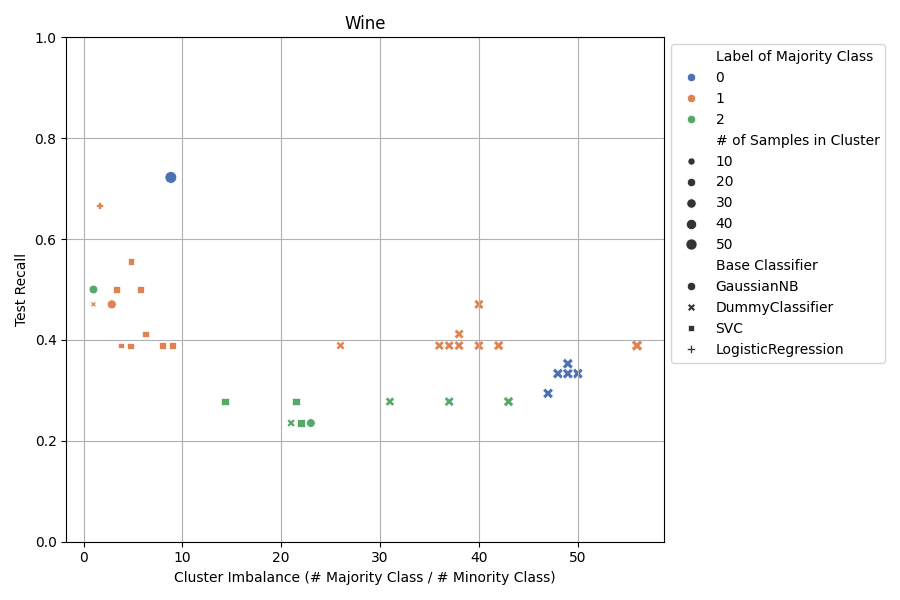 Wine
1.0
0.8
0.6
0.4
0.2
0.0
Test Recall
0 10 20 30 40 50
Cluster Imbalance (# Majority Class / # Minority Class)
Label of Majority Class
0
1
2
# of Samples in Cluster
10
20
30
40
50
Base Classifier
GaussianNB
DummyClassifier
SVC
LogisticRegression